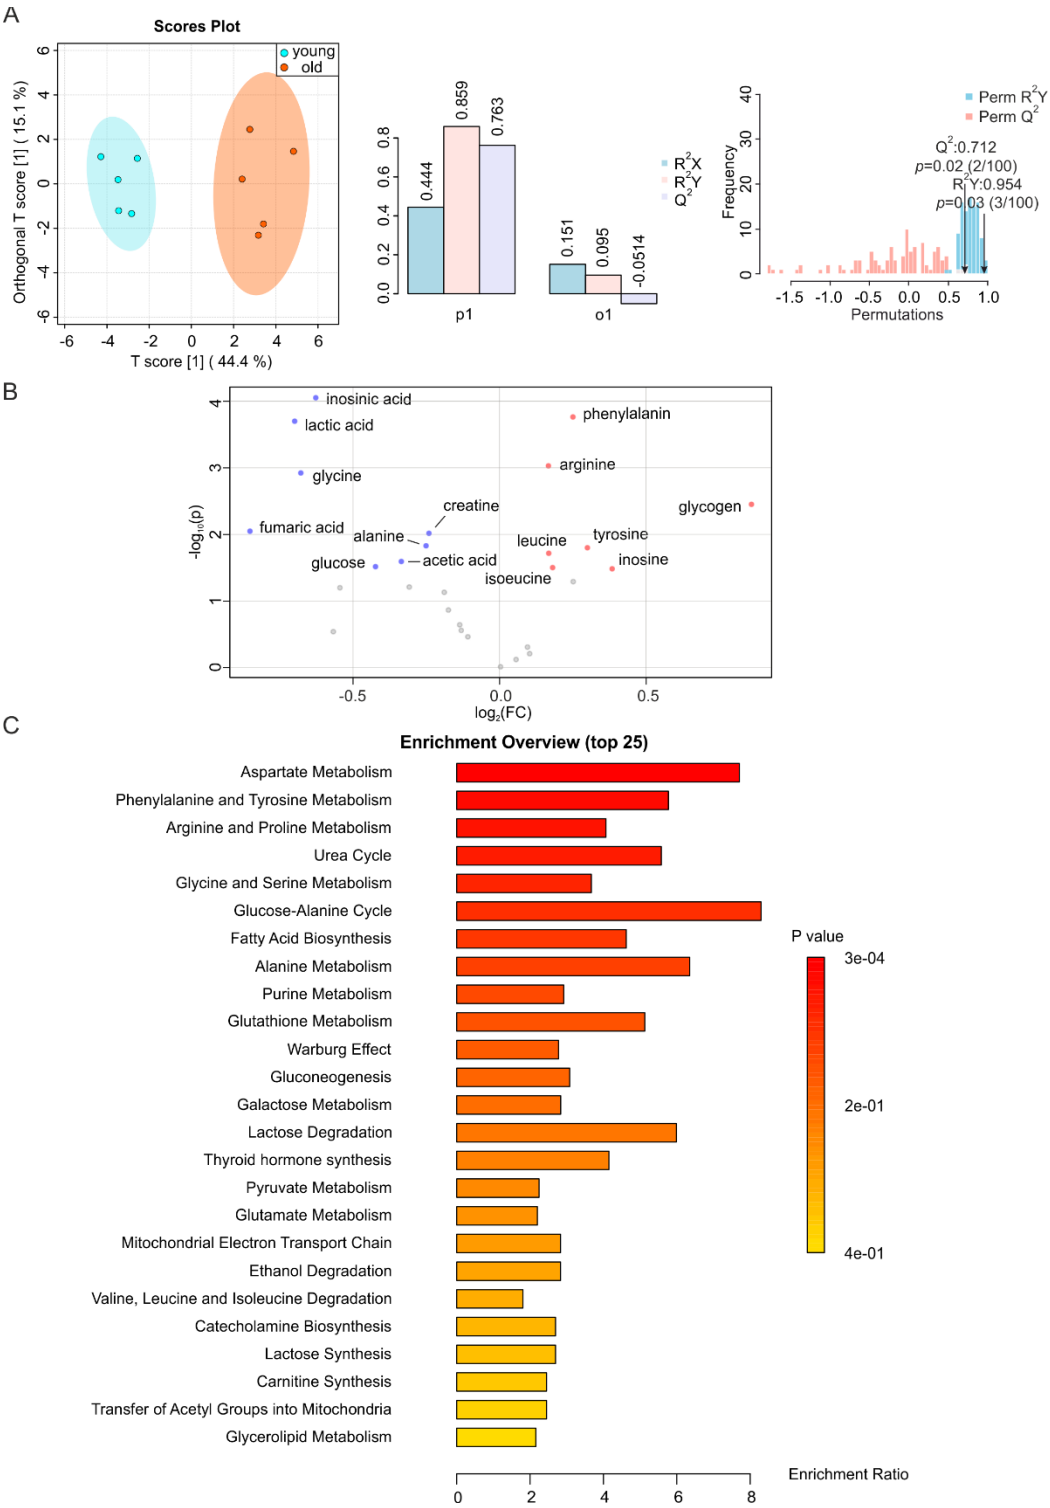 A
Scores Plot
young
old
Orthogonal T score [1] ( 15.1 %)
6
4
2
0
-2
-4
-6
-6 -4 -2 0 2 4 6
T score [1] ( 44.4 %)
0.444
0.859
0.763
0.151
0.095
-0.0514
0.8
0.6
0.4
0.2
0.0
p1
o1
R²X
R²Y
Q²
Perm R²Y
Perm Q²
Q²:0.712
p=0.02 (2/100)
R²Y:0.954
p=0.03 (3/100)
Frequency
40
30
20
10
0
-1.5 -1.0 -0.5 0.0 0.5 1.0
Permutations
B
-log₁₀(p)
4
3
2
1
0
inosinic acid
lactic acid
phenylalanin
arginine
glycine
glycogen
creatine
fumaric acid
alanine
tyrosine
leucine
glucose
acetic acid
inosine
isoeucine
-0.5 0.0 0.5
log₂(FC)
C
Enrichment Overview (top 25)
Aspartate Metabolism
Phenylalanine and Tyrosine Metabolism
Arginine and Proline Metabolism
Urea Cycle
Glycine and Serine Metabolism
Glucose-Alanine Cycle
Fatty Acid Biosynthesis
Alanine Metabolism
Purine Metabolism
Glutathione Metabolism
Warburg Effect
Gluconeogenesis
Galactose Metabolism
Lactose Degradation
Thyroid hormone synthesis
Pyruvate Metabolism
Glutamate Metabolism
Mitochondrial Electron Transport Chain
Ethanol Degradation
Valine, Leucine and Isoleucine Degradation
Catecholamine Biosynthesis
Lactose Synthesis
Carnitine Synthesis
Transfer of Acetyl Groups into Mitochondria
Glycerolipid Metabolism
P value
3e-04
2e-01
4e-01
0 2 4 6 8
Enrichment Ratio